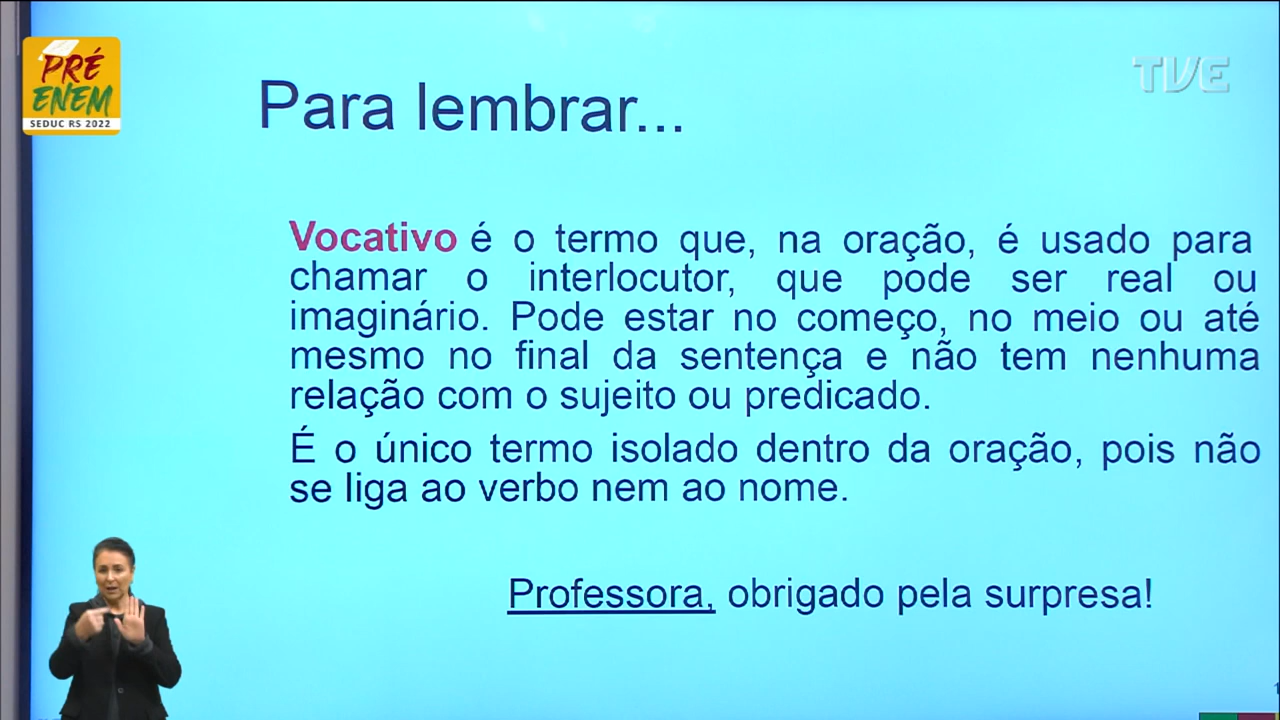 PRÉ
ENEM
SEDUC RS 2022
TVE
Para lembrar...
Vocativo é o termo que, na oração, é usado para
chamar o interlocutor, que pode ser real ou
imaginário. Pode estar no começo, no meio ou até
mesmo no final da sentença e não tem nenhuma
relação com o sujeito ou predicado.
É o único termo isolado dentro da oração, pois não
se liga ao verbo nem ao nome.
Professora, obrigado pela surpresa!